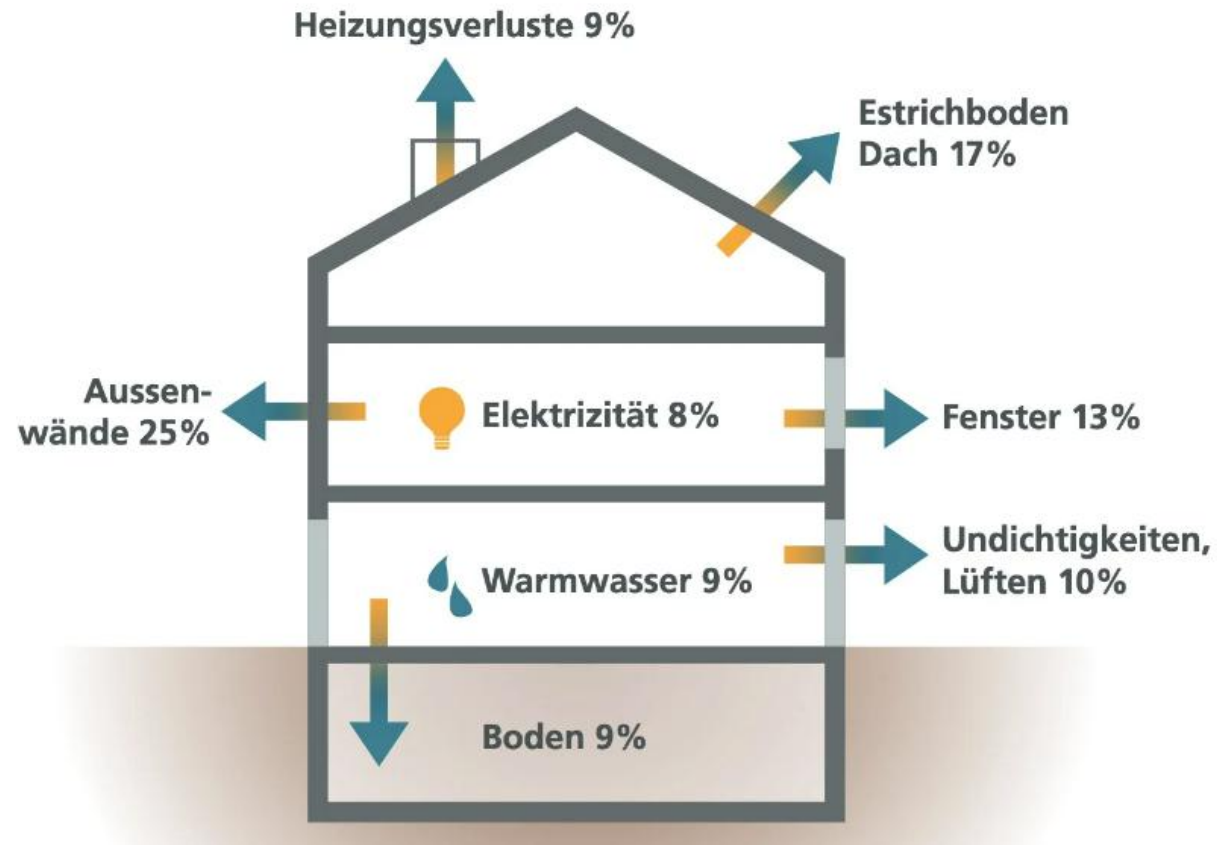 Heizungsverluste 9%
Estrichboden
Dach 17%
Aussen-
wände 25%
Elektrizität 8%
Fenster 13%
Undichtigkeiten,
Lüften 10%
Warmwasser 9%
Boden 9%